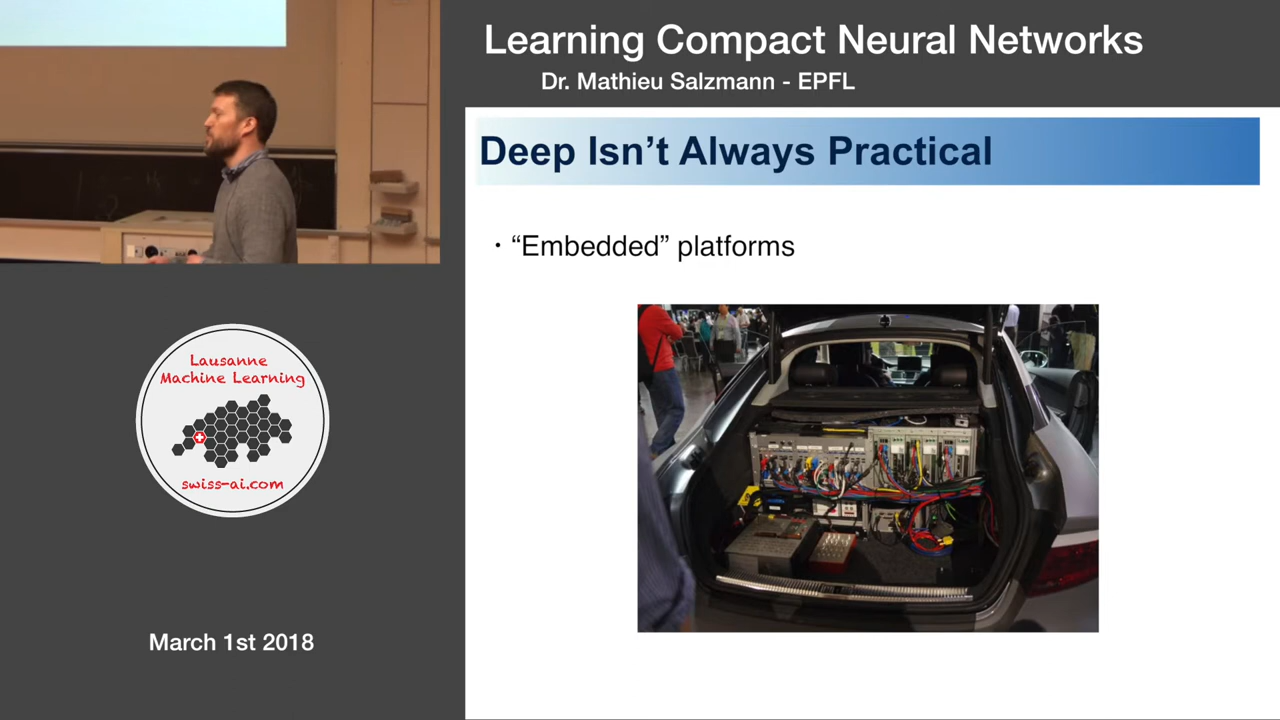 Learning Compact Neural Networks
Dr. Mathieu Salzmann - EPFL
Deep Isn’t Always Practical
• “Embedded” platforms
Lausanne
Machine Learning
swiss-ai.com
March 1st 2018